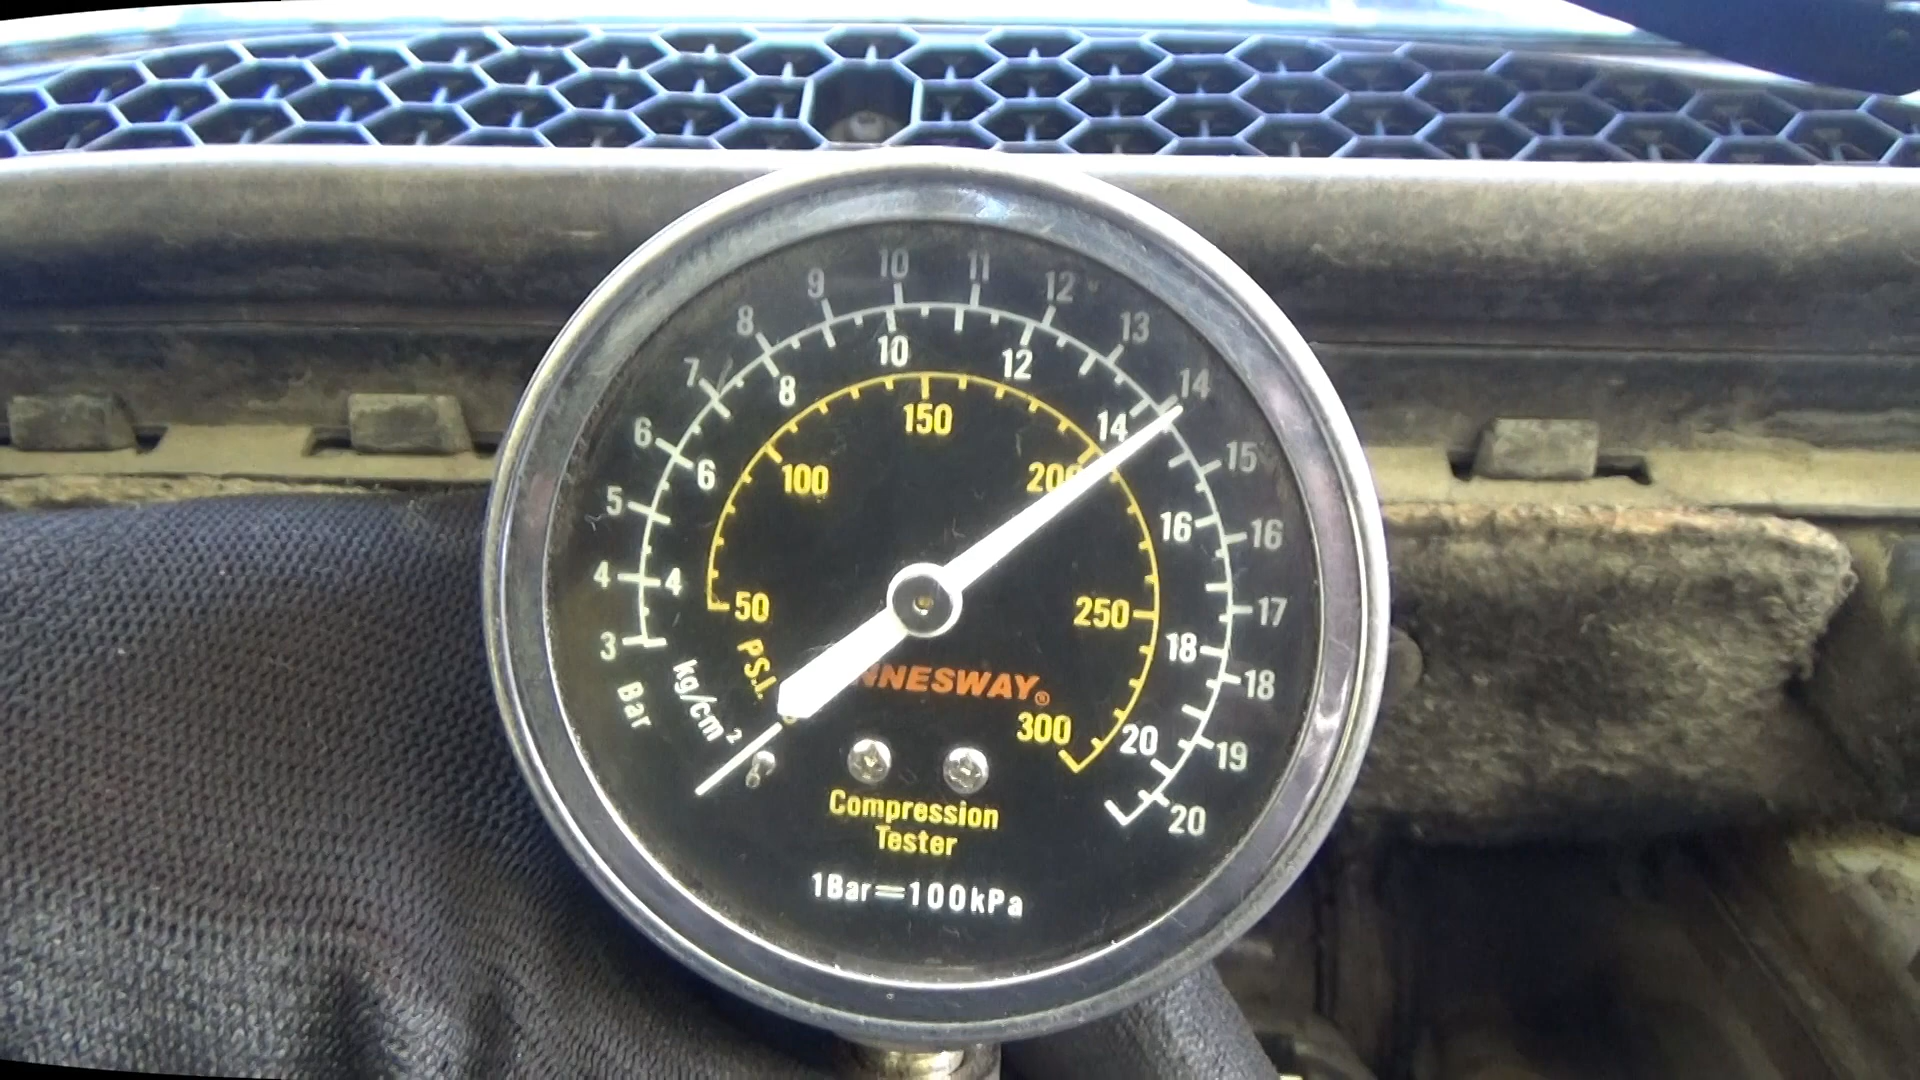 3 4 5 6 7 8 9 10 11 12 13 14 15 16 17 18 19 20
Bar
4 6 8 10 12 14 16 18 20
kg/cm²
50 100 150 200 250 300
P.S.I.
NNESWAY®
Compression
Tester
1Bar=100kPa